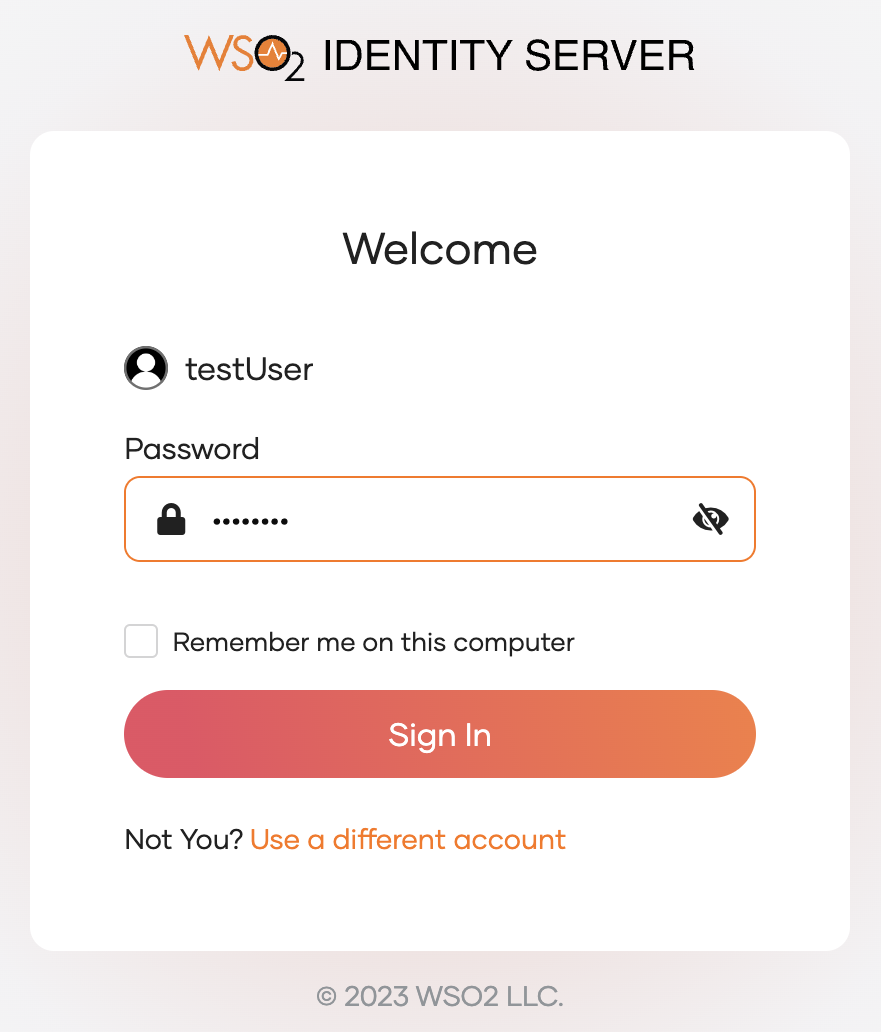 WSO2 IDENTITY SERVER
Welcome
testUser
Password
••••••••
Remember me on this computer
Sign In
Not You? Use a different account
© 2023 WSO2 LLC.